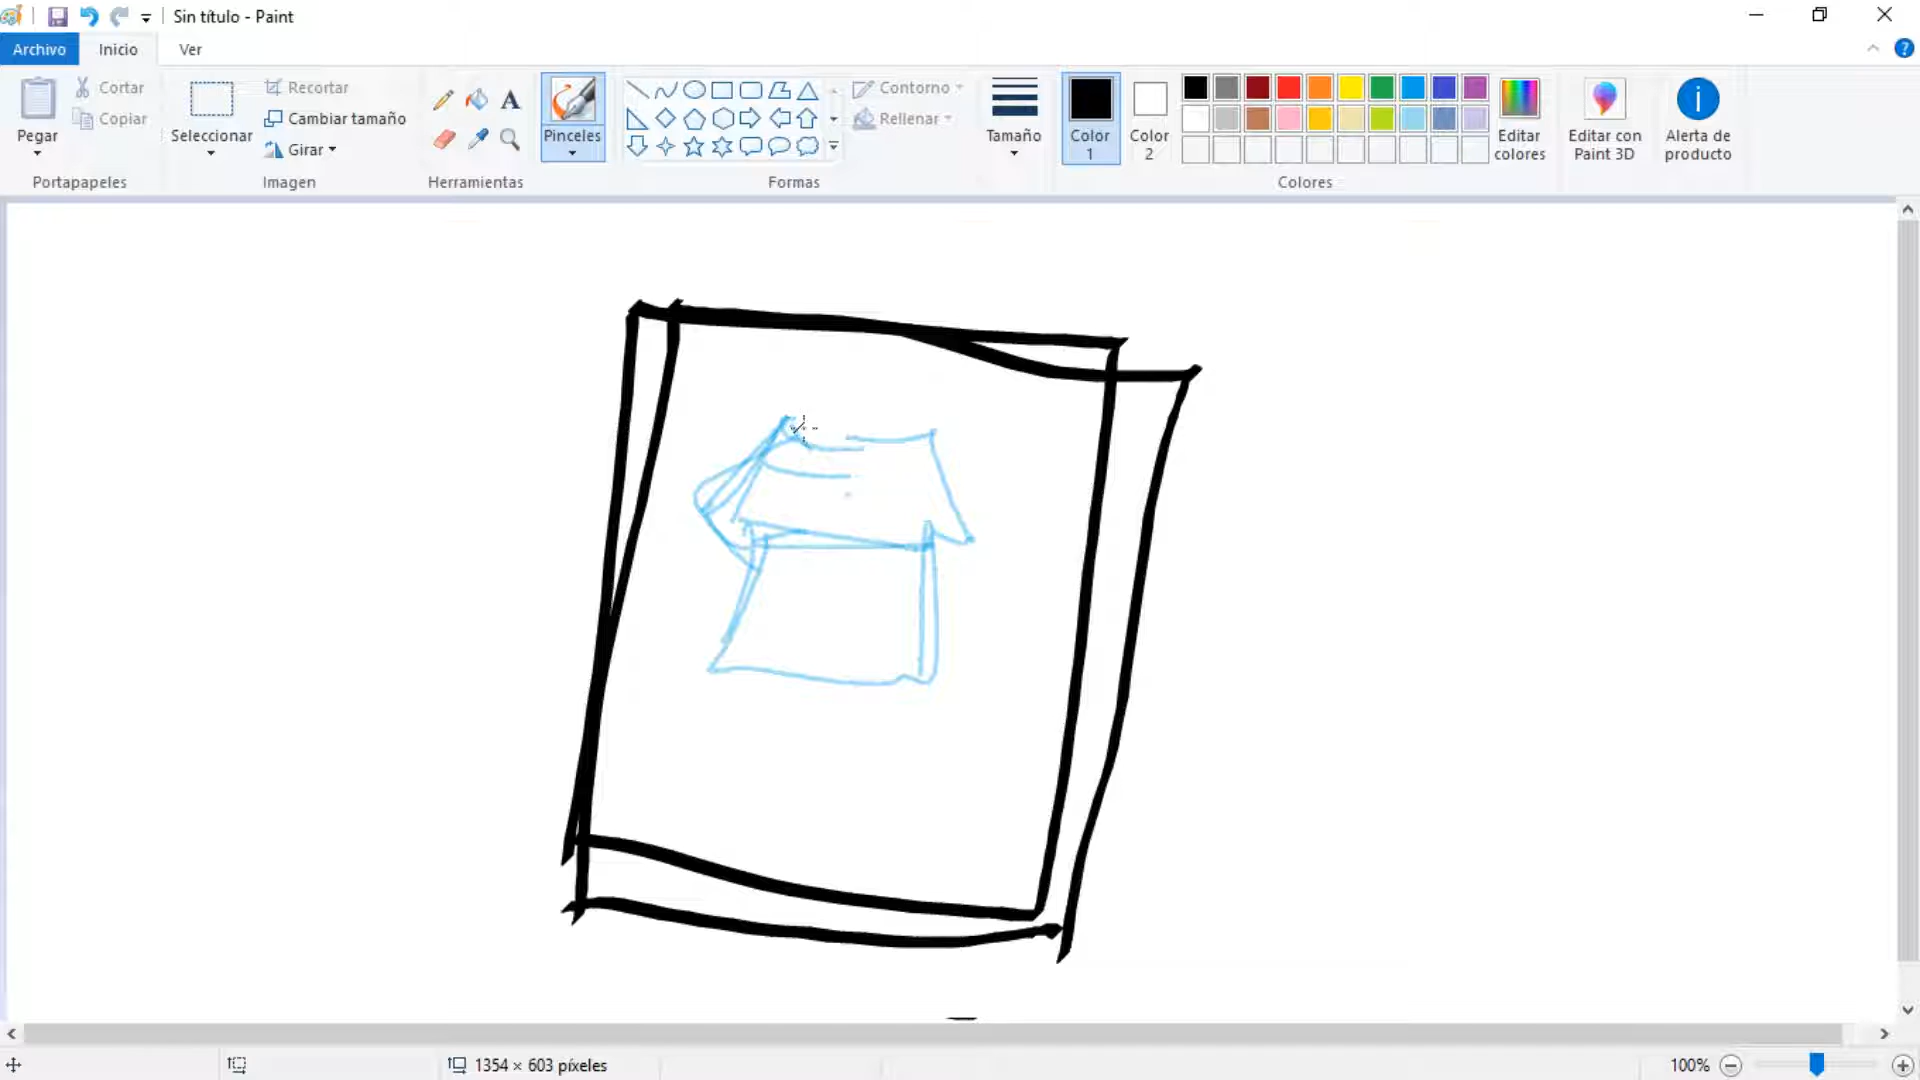 Sin título - Paint
Archivo Inicio Ver
Pegar
Cortar
Copiar
Portapapeles
Seleccionar
Recortar
Cambiar tamaño
Girar
Imagen
A
Herramientas
Pinceles
Contorno
Rellenar
Formas
Tamaño
Color
1
Color
2
Editar
colores
Colores
Editar con
Paint 3D
Alerta de
producto
1354 × 603 píxeles
100%